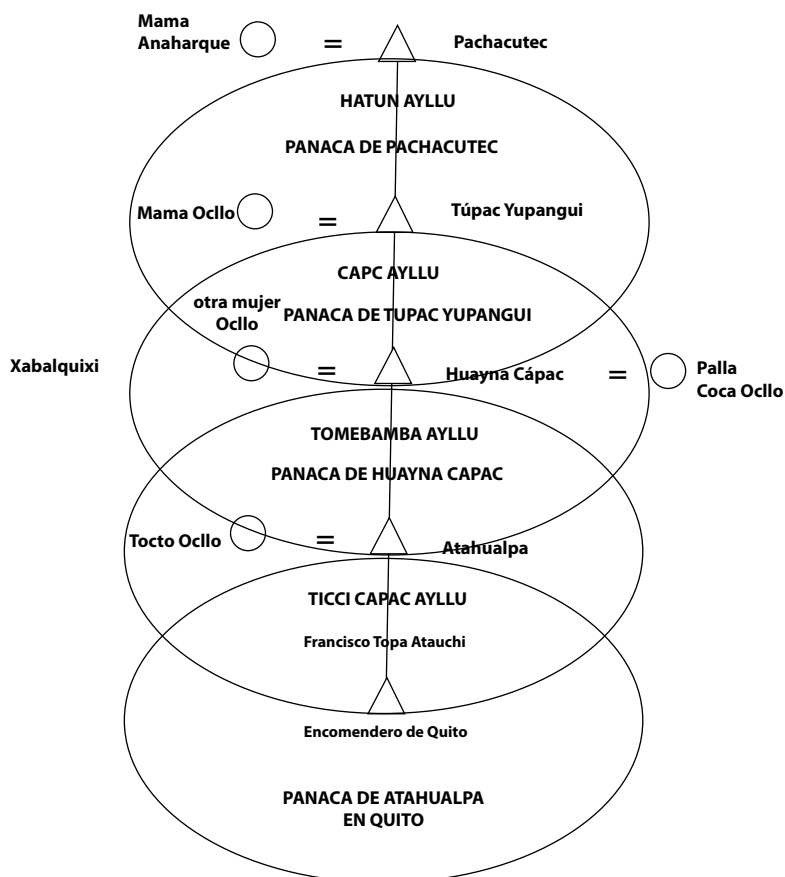 Mama
Anaharque
=
Pachacutec
HATUN AYLLU
PANACA DE PACHACUTEC
Mama Ocllo
=
Túpac Yupangui
CAPC AYLLU
otra mujer
Ocllo
PANACA DE TUPAC YUPANGUI
Xabalquixi
=
Huayna Cápac
=
Palla
Coca Ocllo
TOMEBAMBA AYLLU
PANACA DE HUAYNA CAPAC
Tocto Ocllo
=
Atahualpa
TICCI CAPAC AYLLU
Francisco Topa Atauchi
Encomendero de Quito
PANACA DE ATAHUALPA
EN QUITO